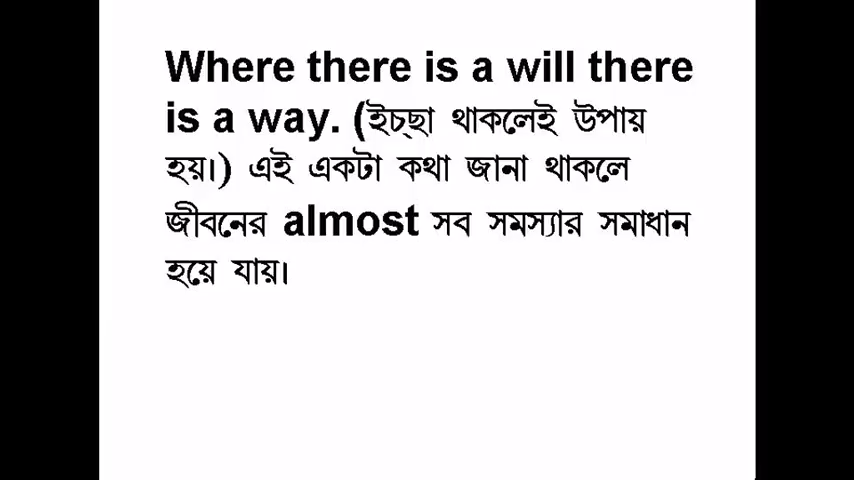 Where there is a will there
is a way. (ইচ্ছা থাকলেই উপায়
হয়।) এই একটা কথা জানা থাকলে
জীবনের almost সব সমস্যার সমাধান
হয়ে যায়।